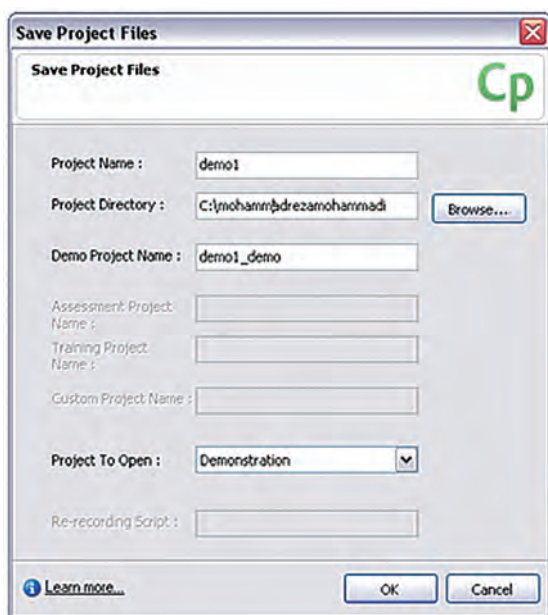 Save Project Files
Save Project Files
Cp
Project Name : demo1
Project Directory : C:\mohammadrezamohammadi Browse....
Demo Project Name : demo1_demo
Assessment Project
Name :
Training Project
Name :
Custom Project Name :
Project To Open : Demonstration
Re-recording Script :
Learn more... OK Cancel